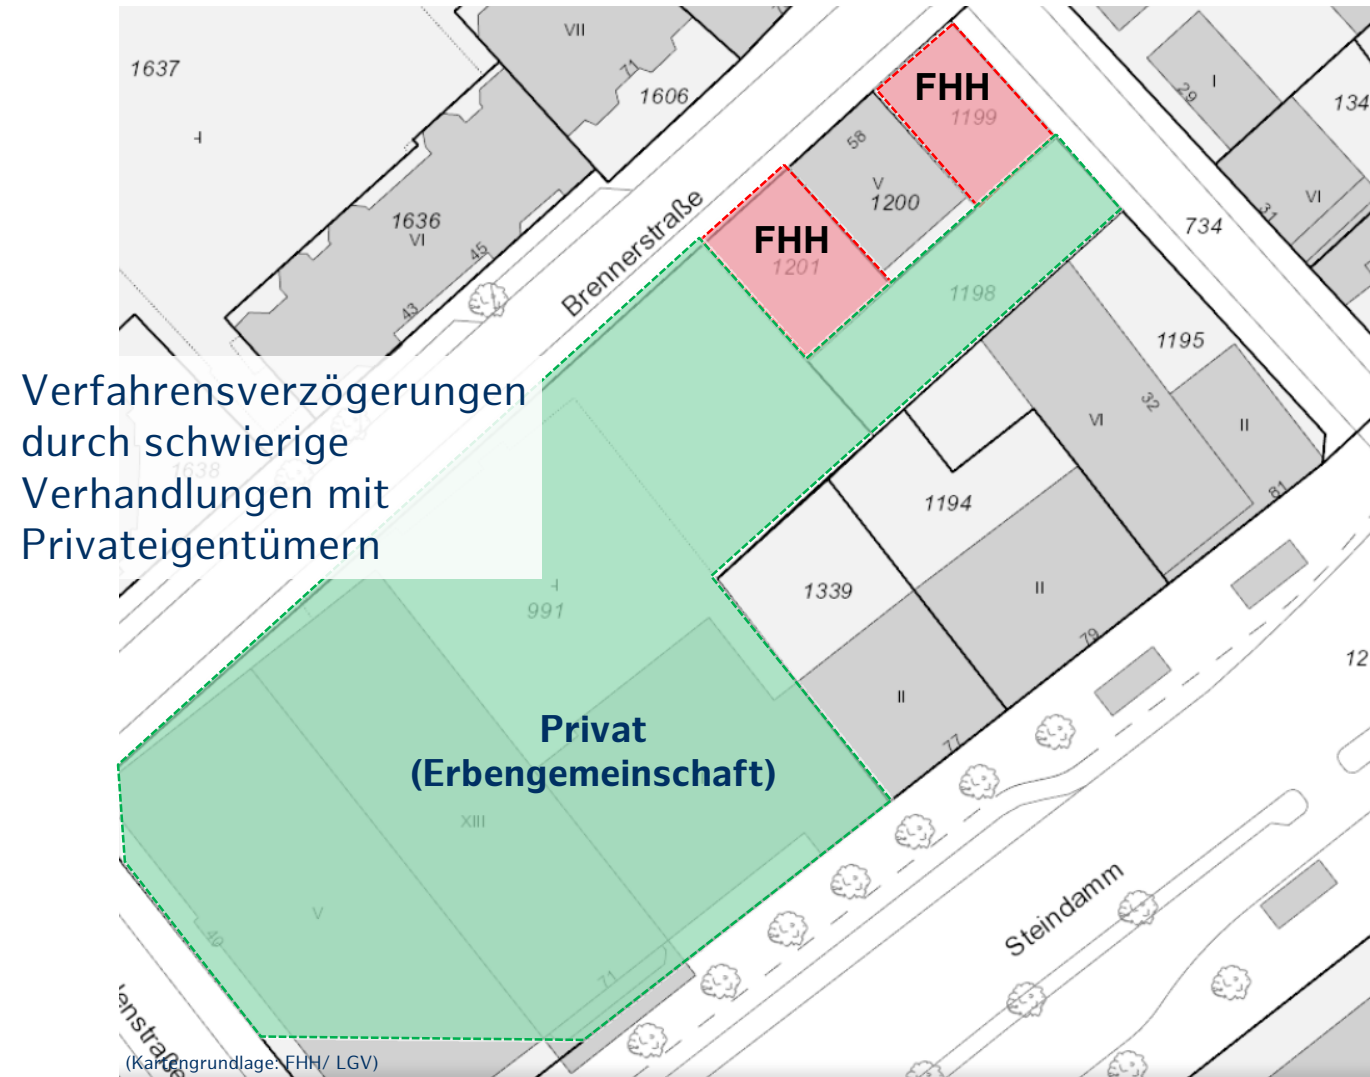 1637
VII
71
1606
FHH
1199
I
29
134
58
V
1200
1636
VI
45
43
Brennerstraße
FHH
1201
1198
VI
31
734
1195
Verfahrensverzögerungen
durch schwierige
Verhandlungen mit
Privateigentümern
1638
VI
32
II
81
1194
I
991
1339
II
79
12
II
77
Privat
(Erbengemeinschaft)
XIII
V
40
71
Steindamm
enstraße
(Kartengrundlage: FHH/ LGV)